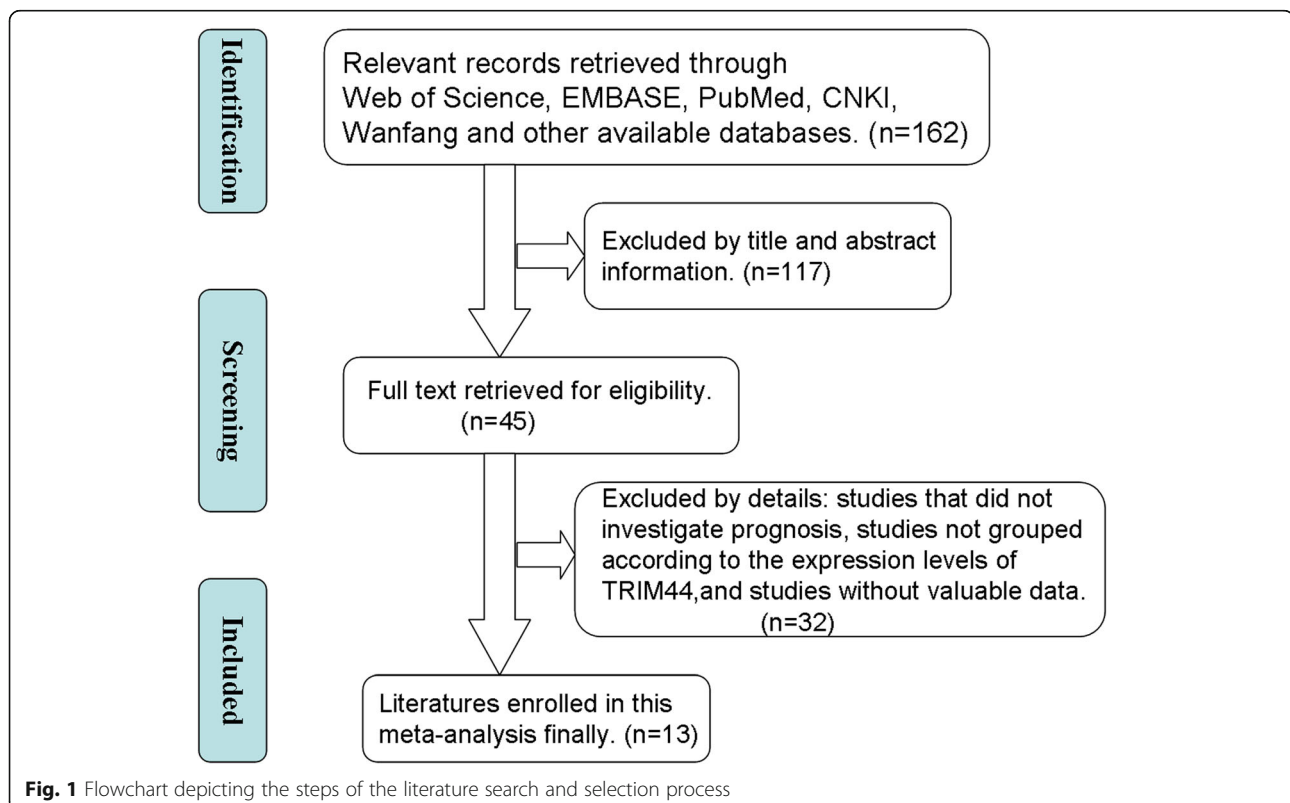 Identification
Relevant records retrieved through
Web of Science, EMBASE, PubMed, CNKI,
Wanfang and other available databases. (n=162)
Excluded by title and abstract
information. (n=117)
Screening
Full text retrieved for eligibility.
(n=45)
Excluded by details: studies that did not
investigate prognosis, studies not grouped
according to the expression levels of
TRIM44,and studies without valuable data.
(n=32)
Included
Literatures enrolled in this
meta-analysis finally. (n=13)
Fig. 1 Flowchart depicting the steps of the literature search and selection process